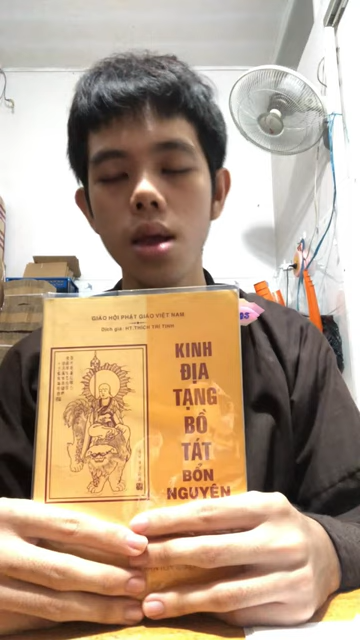 GIÁO HỘI PHẬT GIÁO VIỆT NAM
Dịch giả: HT. THÍCH TRÍ TỊNH
KINH
ĐỊA
TẠNG
BỒ
TÁT
BỔN
NGUYỆN